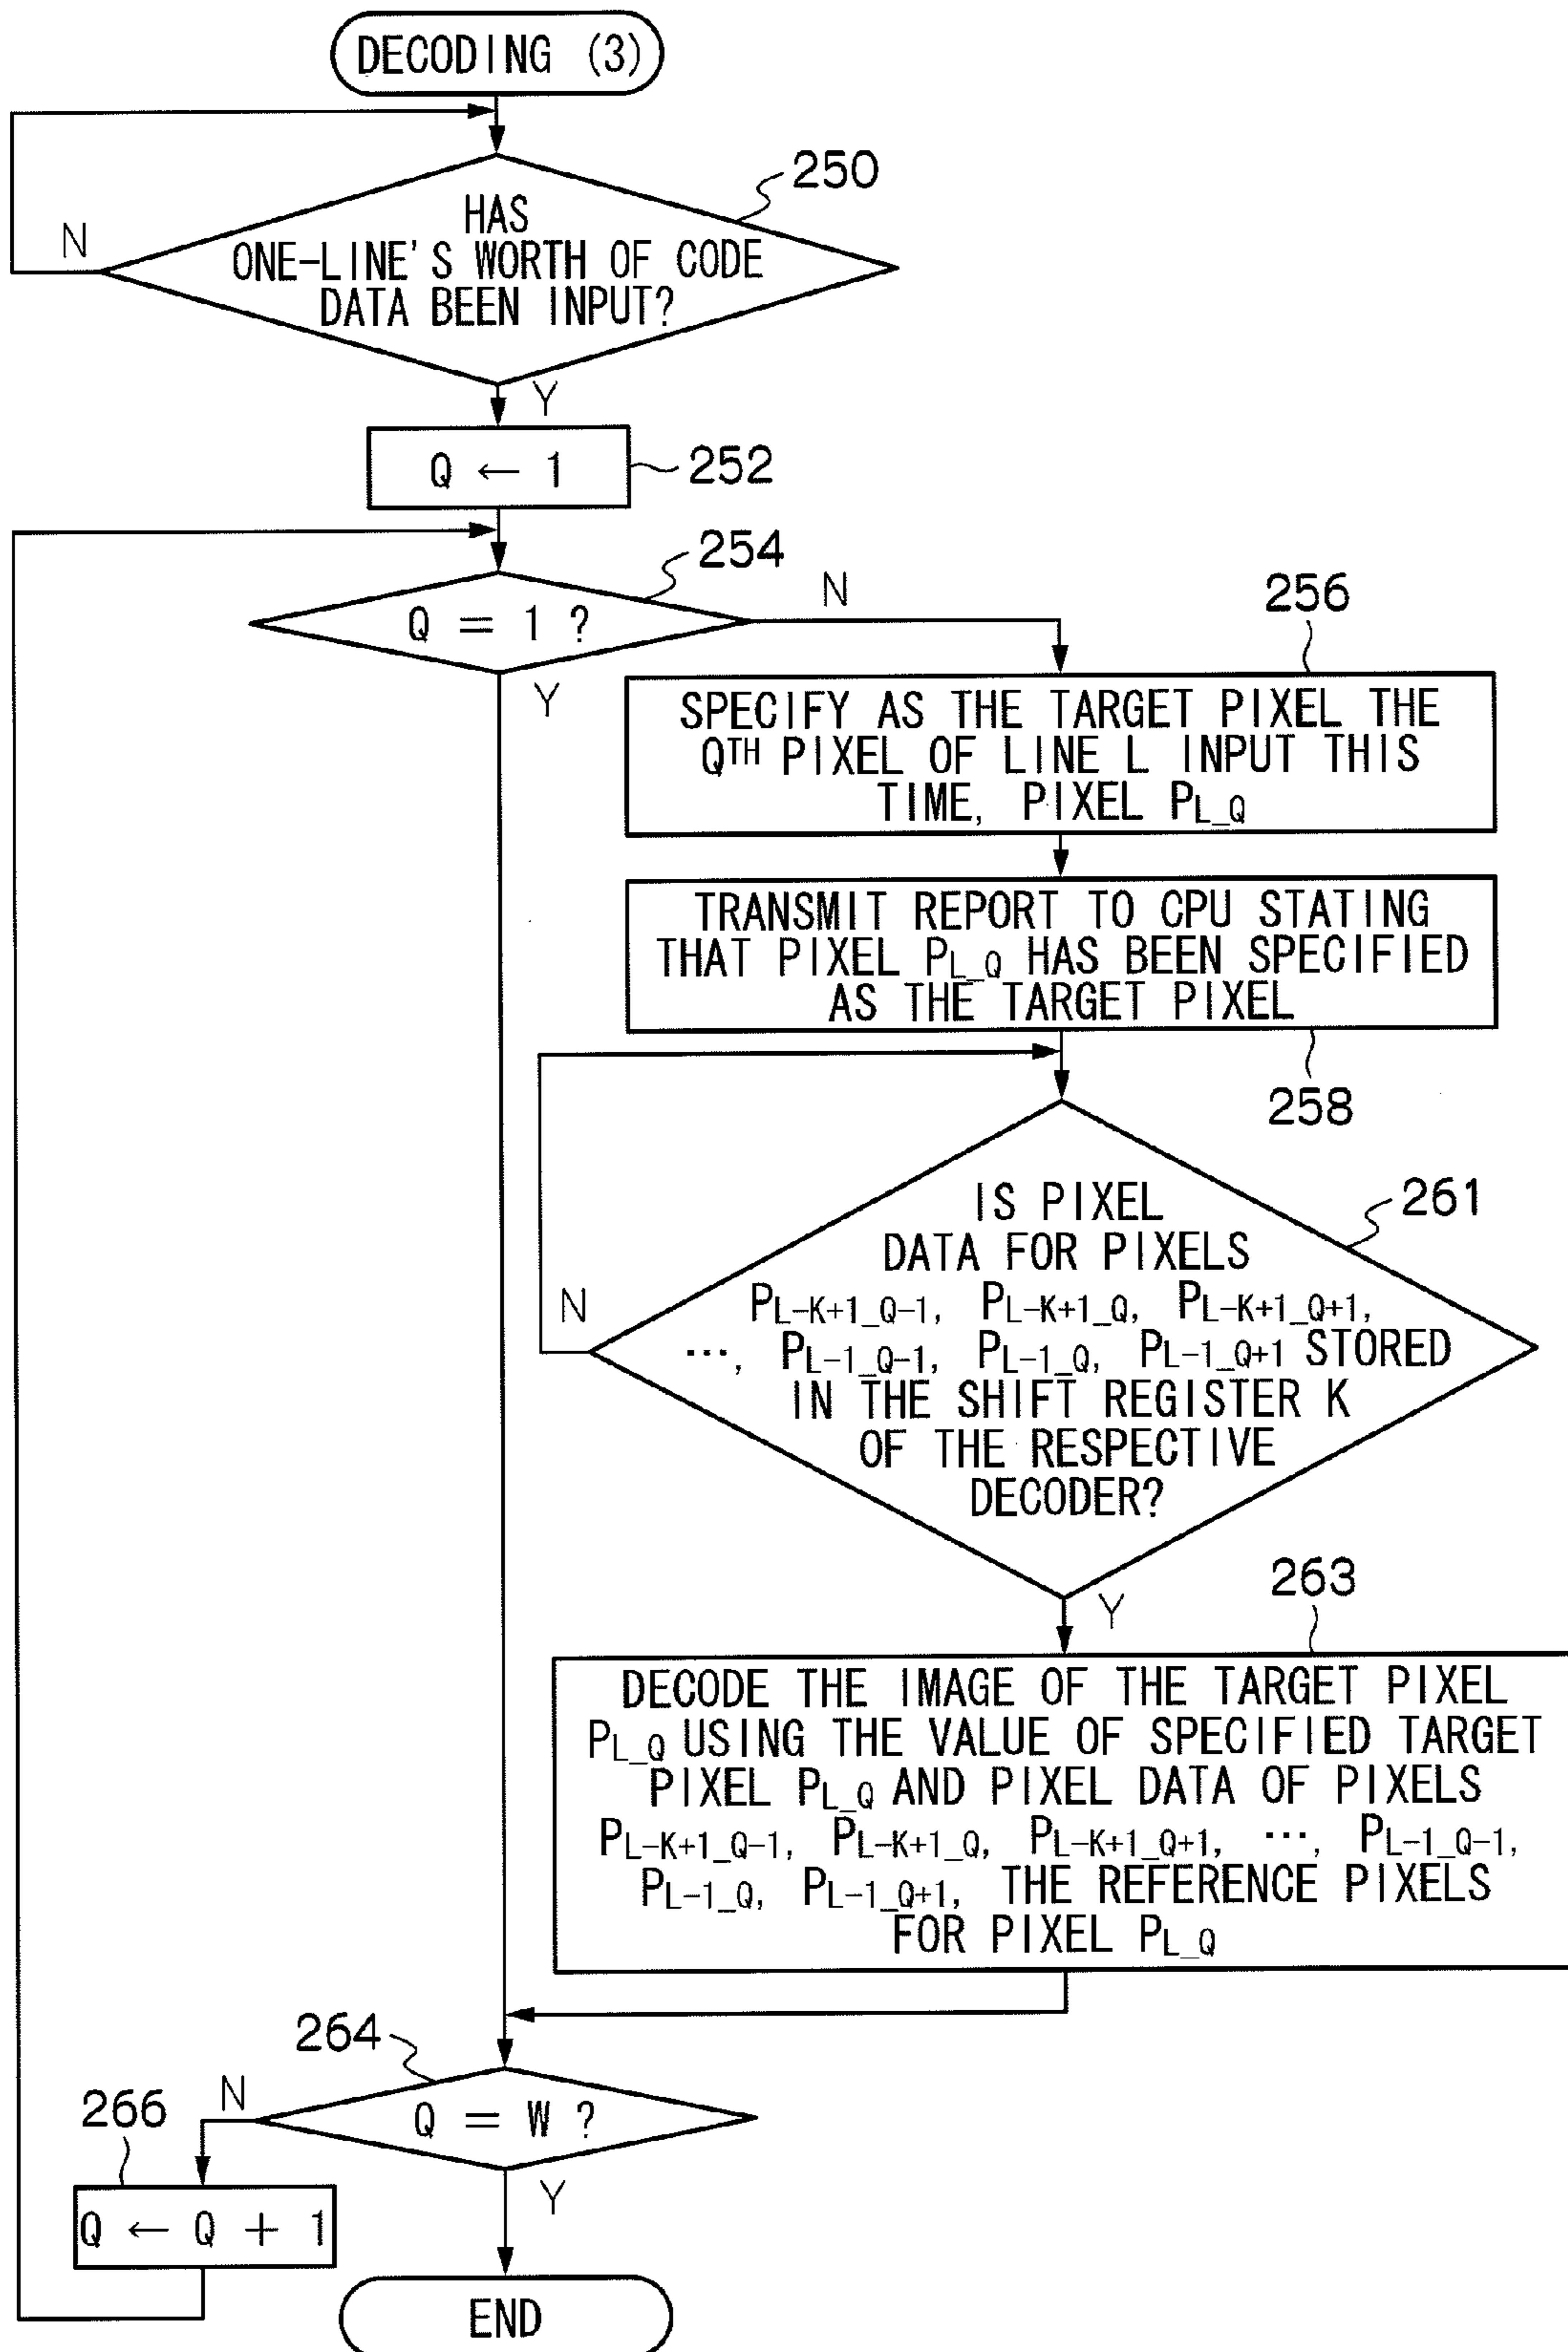 DECODING (3)
250
HAS
ONE-LINE'S WORTH OF CODE
DATA BEEN INPUT?
N
Y
Q ← 1
252
254
Q = 1 ?
N
Y
256
SPECIFY AS THE TARGET PIXEL THE
QTH PIXEL OF LINE L INPUT THIS
TIME, PIXEL PL_Q
TRANSMIT REPORT TO CPU STATING
THAT PIXEL PL_Q HAS BEEN SPECIFIED
AS THE TARGET PIXEL
258
261
IS PIXEL
DATA FOR PIXELS
PL-K+1_Q-1, PL-K+1_Q, PL-K+1_Q+1,
···, PL-1_Q-1, PL-1_Q, PL-1_Q+1 STORED
IN THE SHIFT REGISTER K
OF THE RESPECTIVE
DECODER?
N
Y
263
DECODE THE IMAGE OF THE TARGET PIXEL
PL_Q USING THE VALUE OF SPECIFIED TARGET
PIXEL PL_Q AND PIXEL DATA OF PIXELS
PL-K+1_Q-1, PL-K+1_Q, PL-K+1_Q+1, ···, PL-1_Q-1,
PL-1_Q, PL-1_Q+1, THE REFERENCE PIXELS
FOR PIXEL PL_Q
264
Q = W ?
N
Y
266
Q ← Q + 1
END